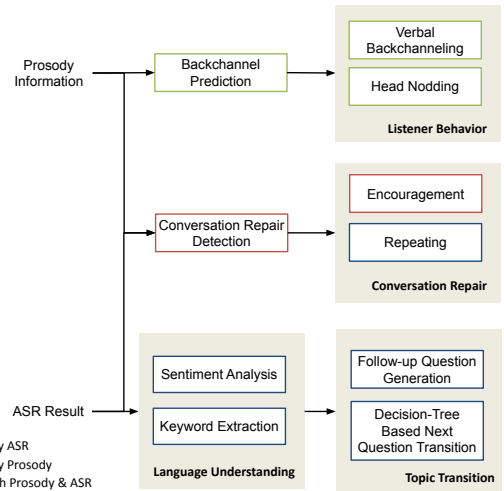 Prosody
Information
Backchannel
Prediction
Verbal
Backchanneling
Head Nodding
Listener Behavior
Conversation Repair
Detection
Encouragement
Repeating
Conversation Repair
ASR Result
Sentiment Analysis
Keyword Extraction
Language Understanding
Follow-up Question
Generation
Decision-Tree
Based Next
Question Transition
Topic Transition
ASR
Prosody
Prosody & ASR